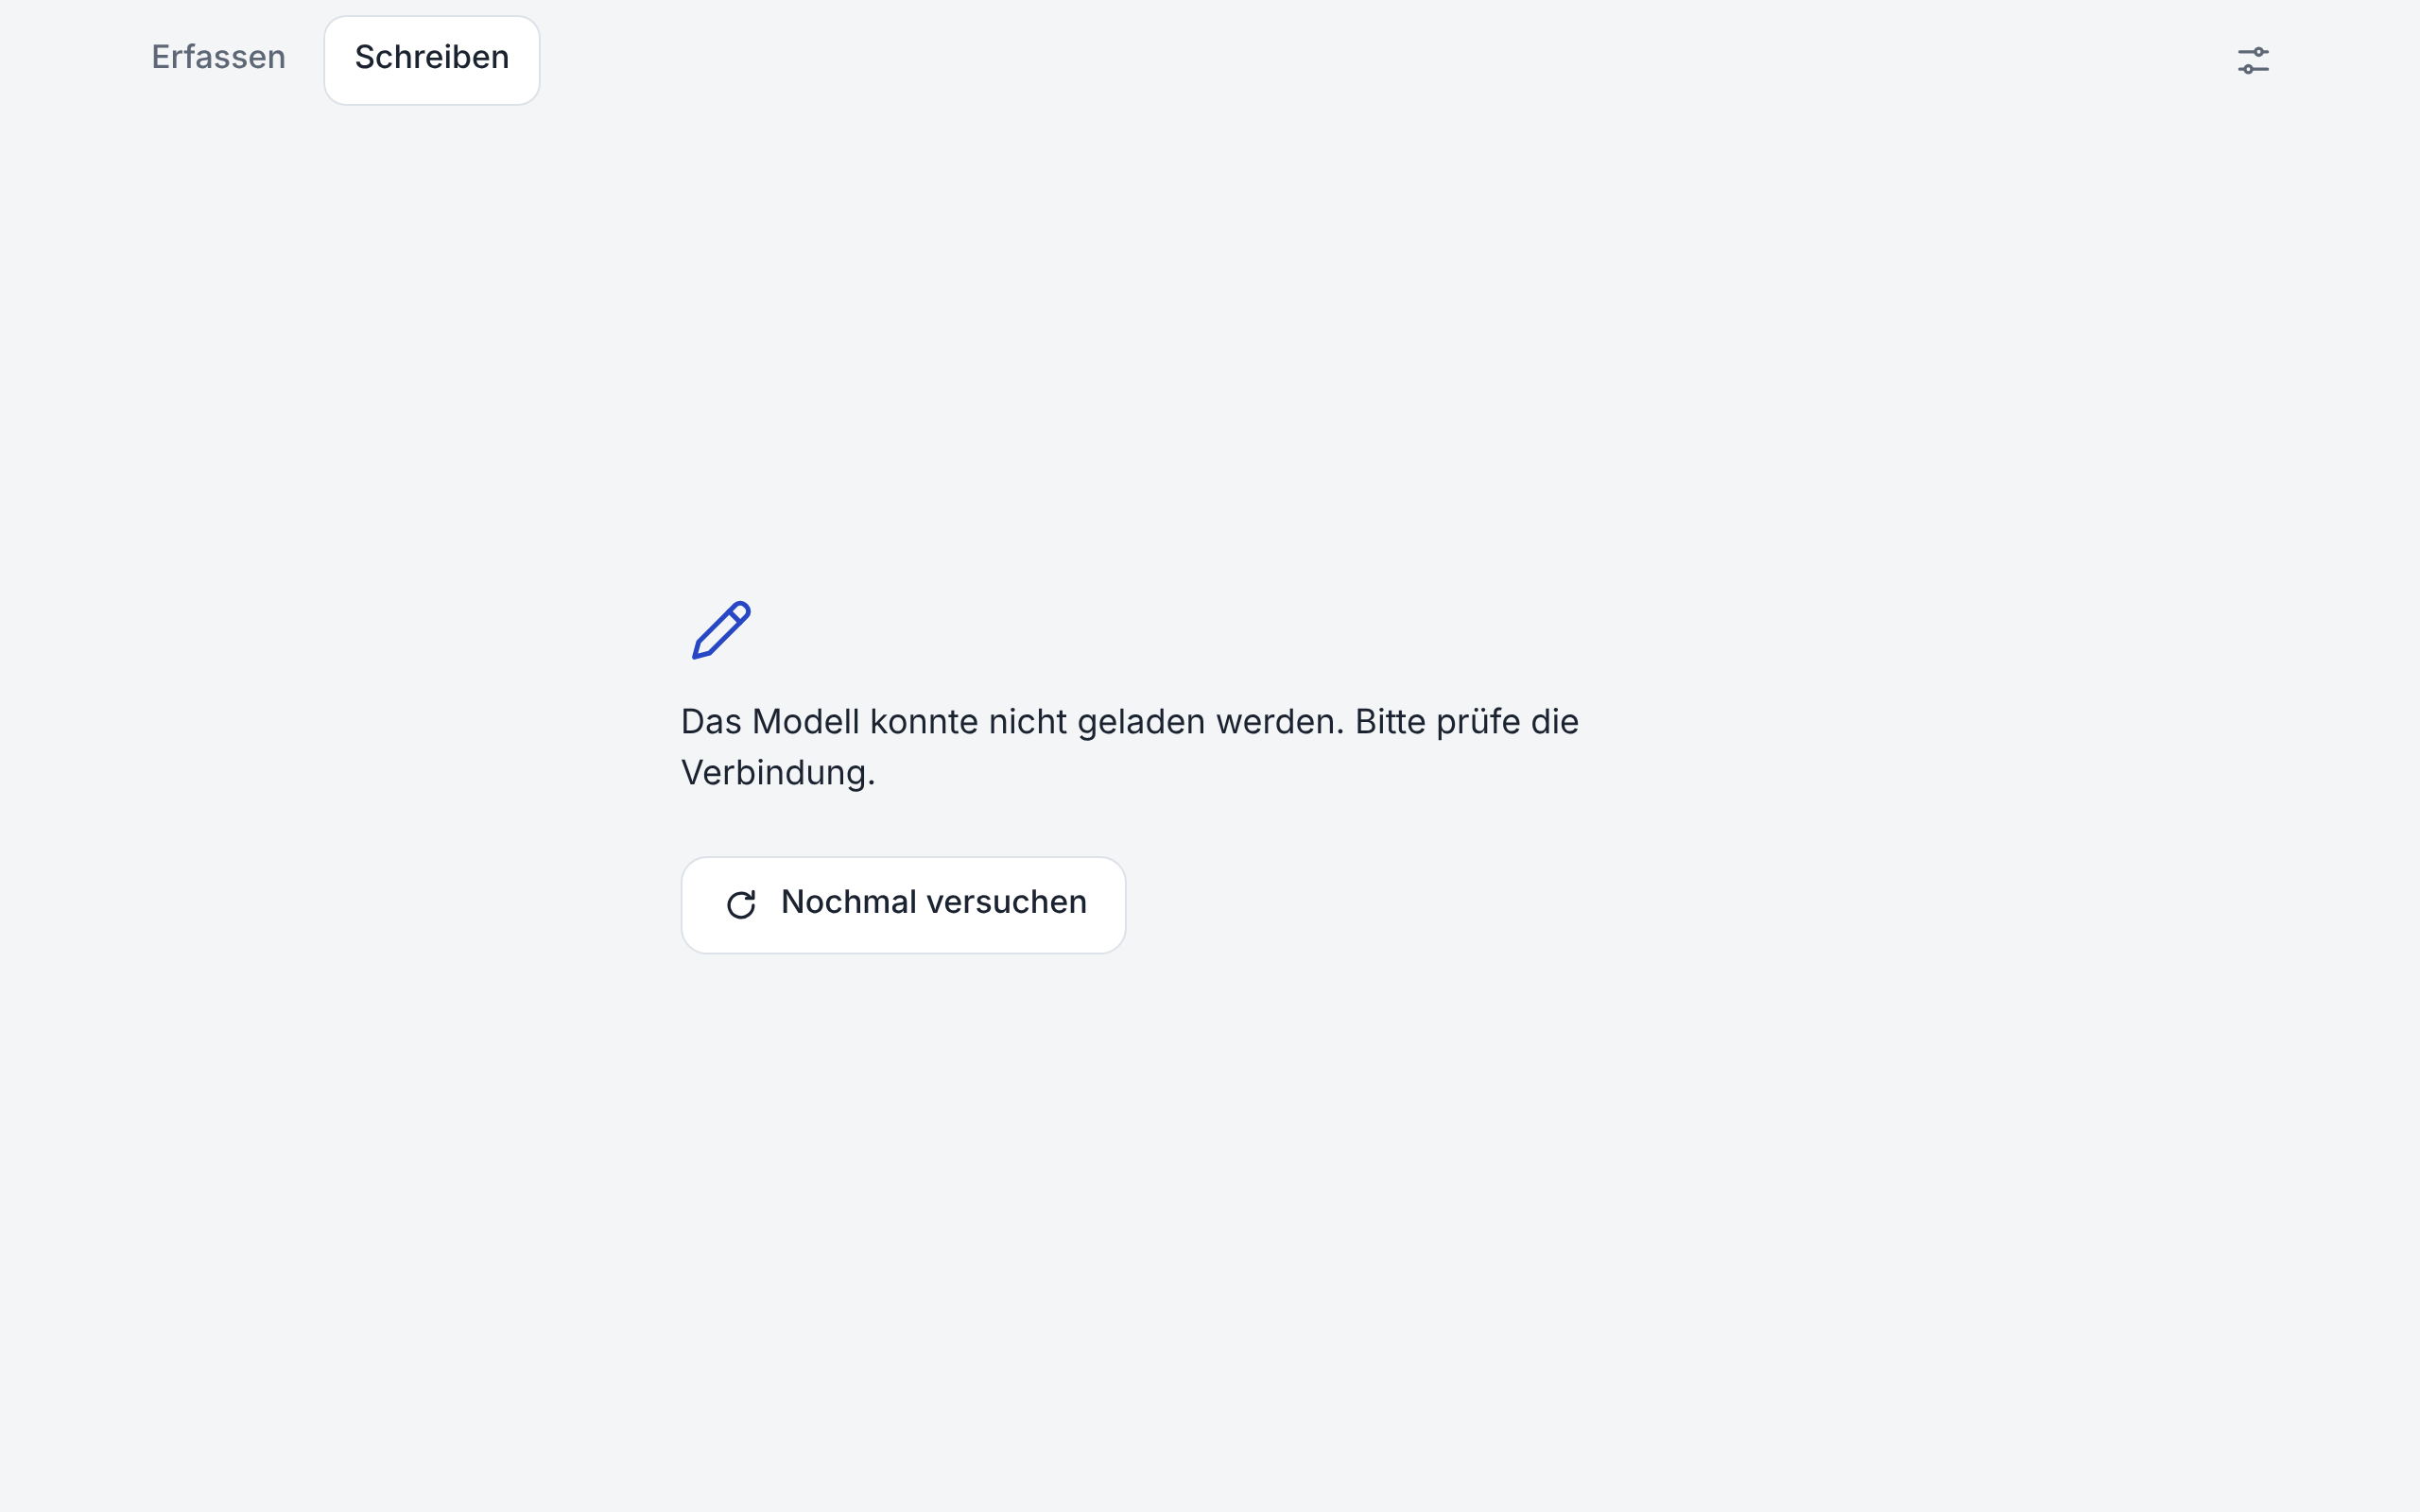 Erfassen
Schreiben
Das Modell konnte nicht geladen werden. Bitte prüfe die
Verbindung.
Nochmal versuchen